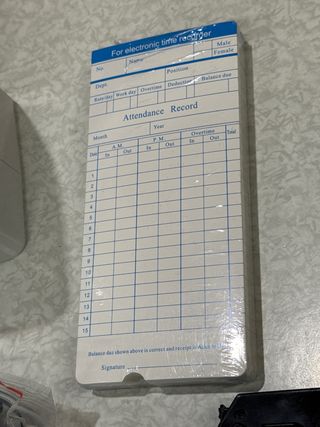 For electronic time recorder
No. Name Male
Female
Dept. Position
Rate/day Work day Overtime Deduction Balance due
Attendance Record
Month Year
Date A.M. P.M. Overtime Total
In Out In Out In Out
1
2
3
4
5
6
7
8
9
10
11
12
13
14
15
Balance due shown above is correct and receipt is
Signature